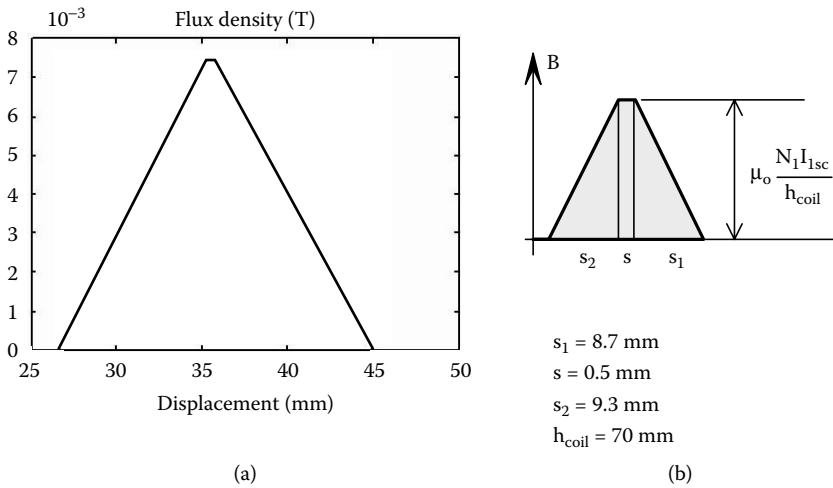 10⁻³ Flux density (T)
8
7
6
5
4
3
2
1
0
25 30 35 40 45 50
Displacement (mm)
(a)
B
μₒ N₁I₁sc / h_coil
s₂ s s₁
s₁ = 8.7 mm
s = 0.5 mm
s₂ = 9.3 mm
h_coil = 70 mm
(b)